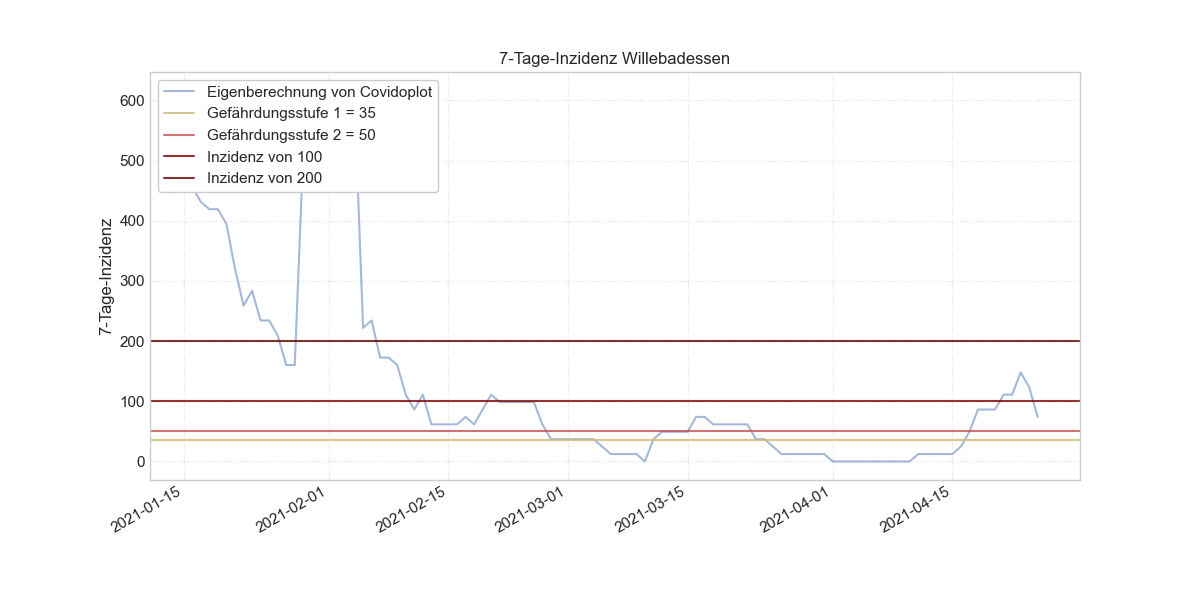 7-Tage-Inzidenz Willebadessen
Eigenberechnung von Covidoplot
Gefährdungsstufe 1 = 35
Gefährdungsstufe 2 = 50
Inzidenz von 100
Inzidenz von 200
7-Tage-Inzidenz
600
500
400
300
200
100
0
2021-01-15
2021-02-01
2021-02-15
2021-03-01
2021-03-15
2021-04-01
2021-04-15